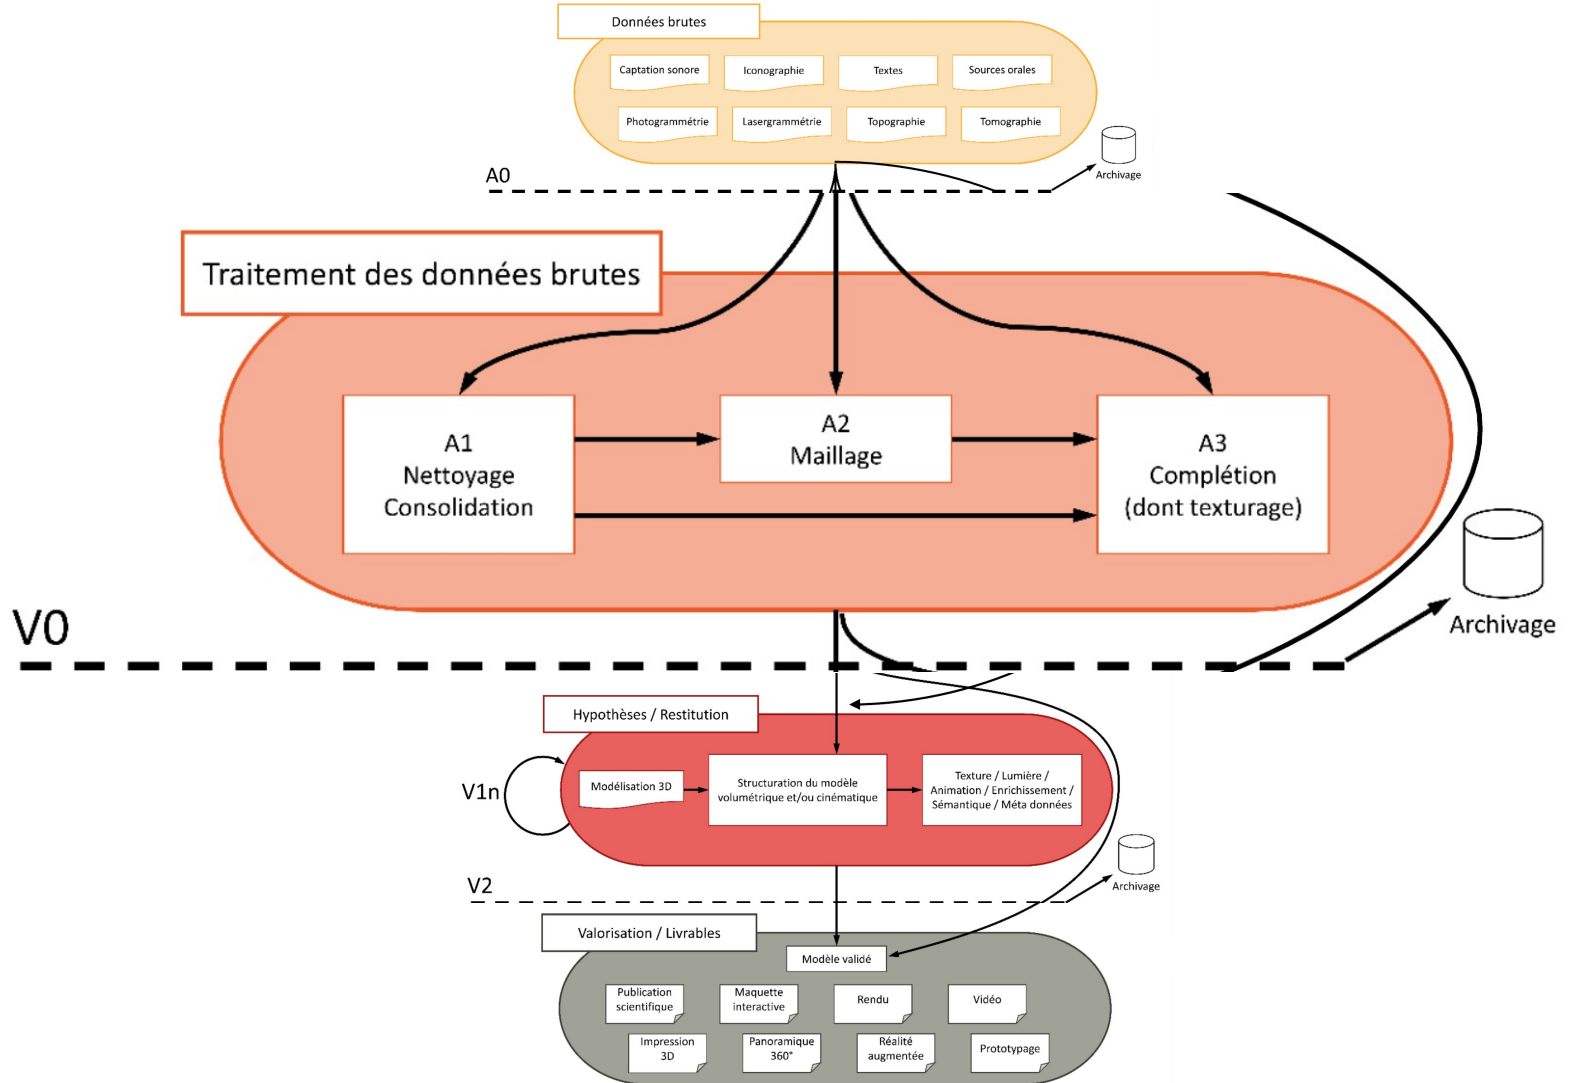 Données brutes
Captation sonore
Iconographie
Textes
Sources orales
Photogrammétrie
Lasergrammétrie
Topographie
Tomographie
Archivage
A0
Traitement des données brutes
A1
Nettoyage
Consolidation
A2
Maillage
A3
Complétion
(dont texturage)
V0
Archivage
Hypothèses / Restitution
V1n
Modélisation 3D
Structuration du modèle
volumétrique et/ou cinématique
Texture / Lumière /
Animation / Enrichissement /
Sémantique / Méta données
V2
Archivage
Valorisation / Livrables
Modèle validé
Publication
scientifique
Maquette
interactive
Rendu
Vidéo
Impression
3D
Panoramique
360°
Réalité
augmentée
Prototypage